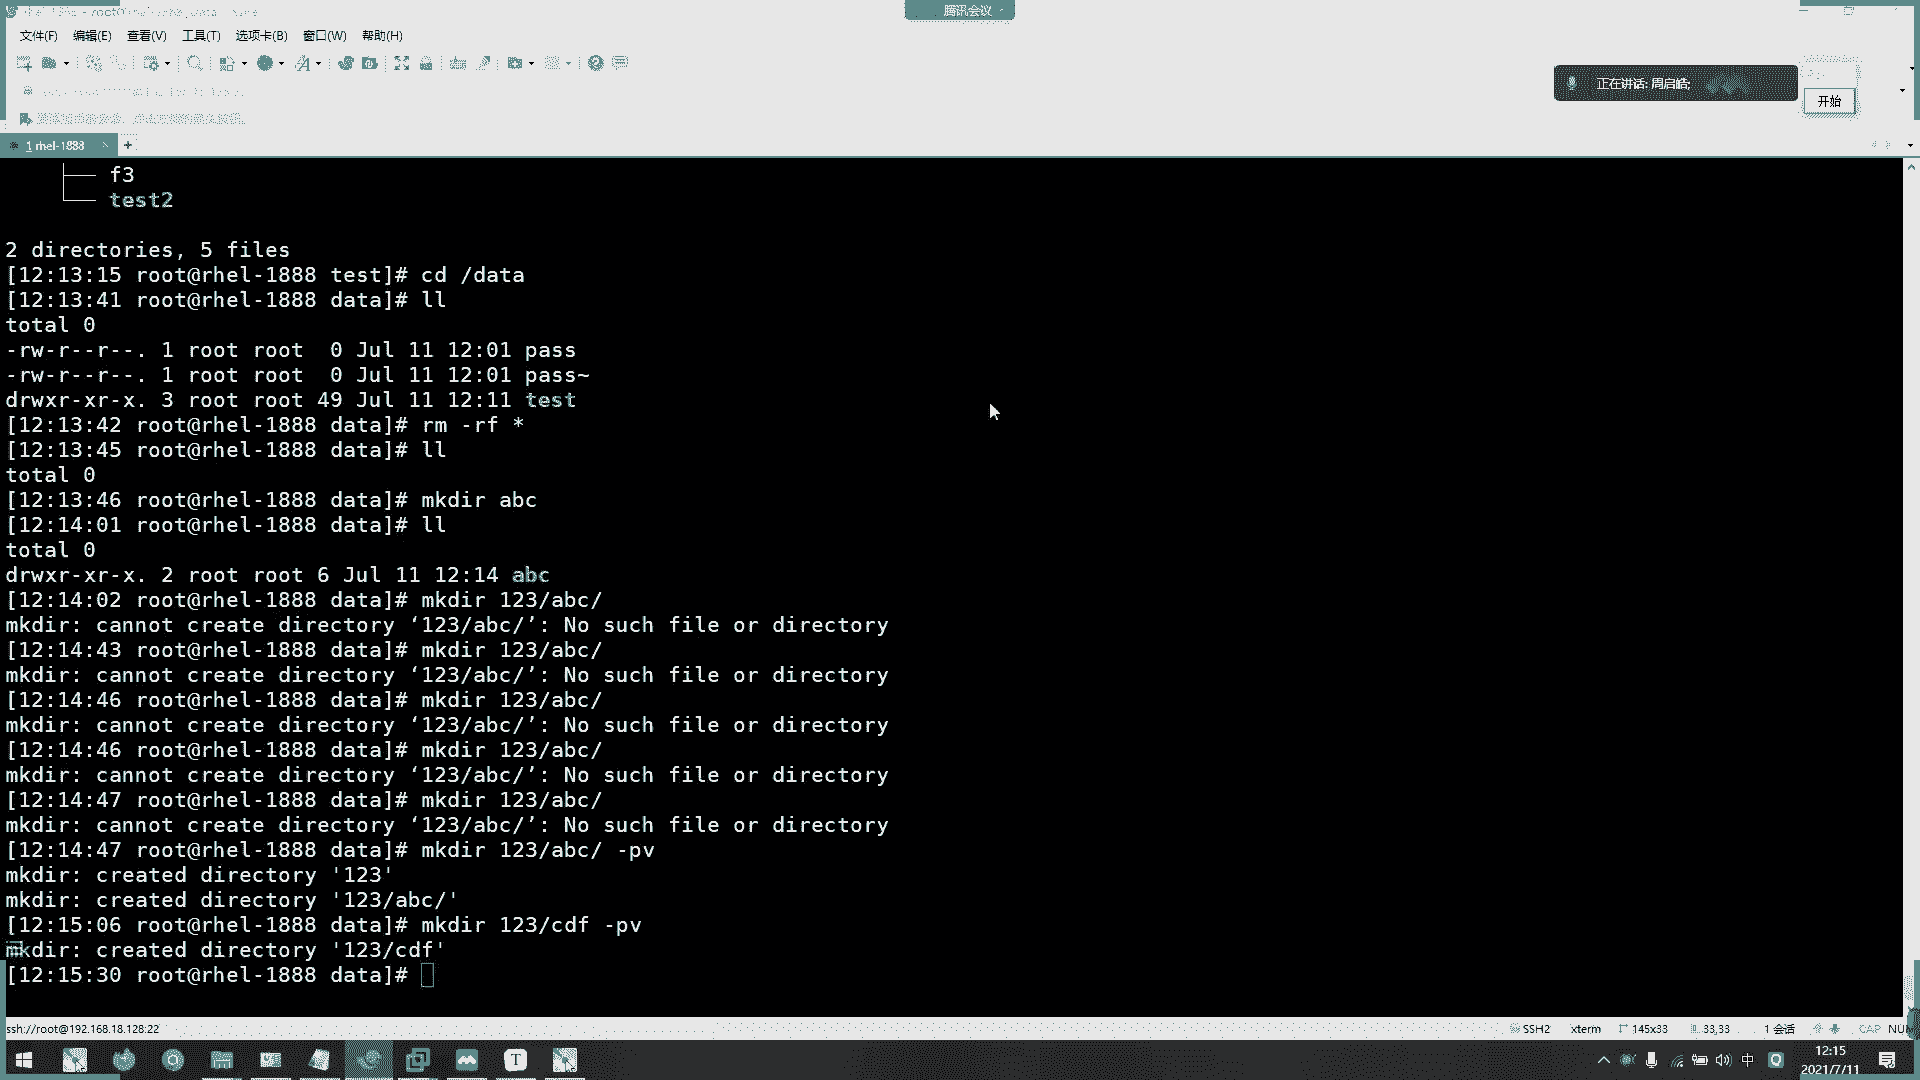 腾讯会议
文件(F) 编辑(E) 查看(V) 工具(T) 选项卡(B) 窗口(W) 帮助(H)
正在讲话: 周启皓;
开始
1 rhel-1888
f3
test2
2 directories, 5 files
[12:13:15 root@rhel-1888 test]# cd /data
[12:13:41 root@rhel-1888 data]# ll
total 0
-rw-r--r--. 1 root root  0 Jul 11 12:01 pass
-rw-r--r--. 1 root root  0 Jul 11 12:01 pass~
drwxr-xr-x. 3 root root 49 Jul 11 12:11 test
[12:13:42 root@rhel-1888 data]# rm -rf *
[12:13:45 root@rhel-1888 data]# ll
total 0
[12:13:46 root@rhel-1888 data]# mkdir abc
[12:14:01 root@rhel-1888 data]# ll
total 0
drwxr-xr-x. 2 root root 6 Jul 11 12:14 abc
[12:14:02 root@rhel-1888 data]# mkdir 123/abc/
mkdir: cannot create directory ‘123/abc/’: No such file or directory
[12:14:43 root@rhel-1888 data]# mkdir 123/abc/
mkdir: cannot create directory ‘123/abc/’: No such file or directory
[12:14:46 root@rhel-1888 data]# mkdir 123/abc/
mkdir: cannot create directory ‘123/abc/’: No such file or directory
[12:14:46 root@rhel-1888 data]# mkdir 123/abc/
mkdir: cannot create directory ‘123/abc/’: No such file or directory
[12:14:47 root@rhel-1888 data]# mkdir 123/abc/
mkdir: cannot create directory ‘123/abc/’: No such file or directory
[12:14:47 root@rhel-1888 data]# mkdir 123/abc/ -pv
mkdir: created directory '123'
mkdir: created directory '123/abc/'
[12:15:06 root@rhel-1888 data]# mkdir 123/cdf -pv
mkdir: created directory '123/cdf'
[12:15:30 root@rhel-1888 data]#
ssh://root@192.168.18.128:22 SSH2 xterm 145x33 33,33 1 会话 CAP NUM
中
12:15
2021/7/11